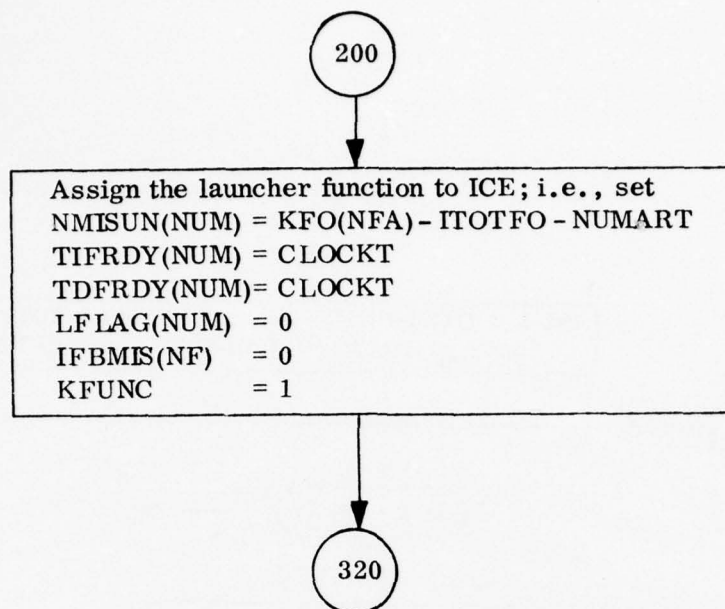 200
Assign the launcher function to ICE; i.e., set
NMISUN(NUM) = KFO(NFA) - ITOTFO - NUMART
TIFRDY(NUM) = CLOCKT
TDFRDY(NUM)= CLOCKT
LFLAG(NUM) = 0
IFBMIS(NF) = 0
KFUNC = 1
320